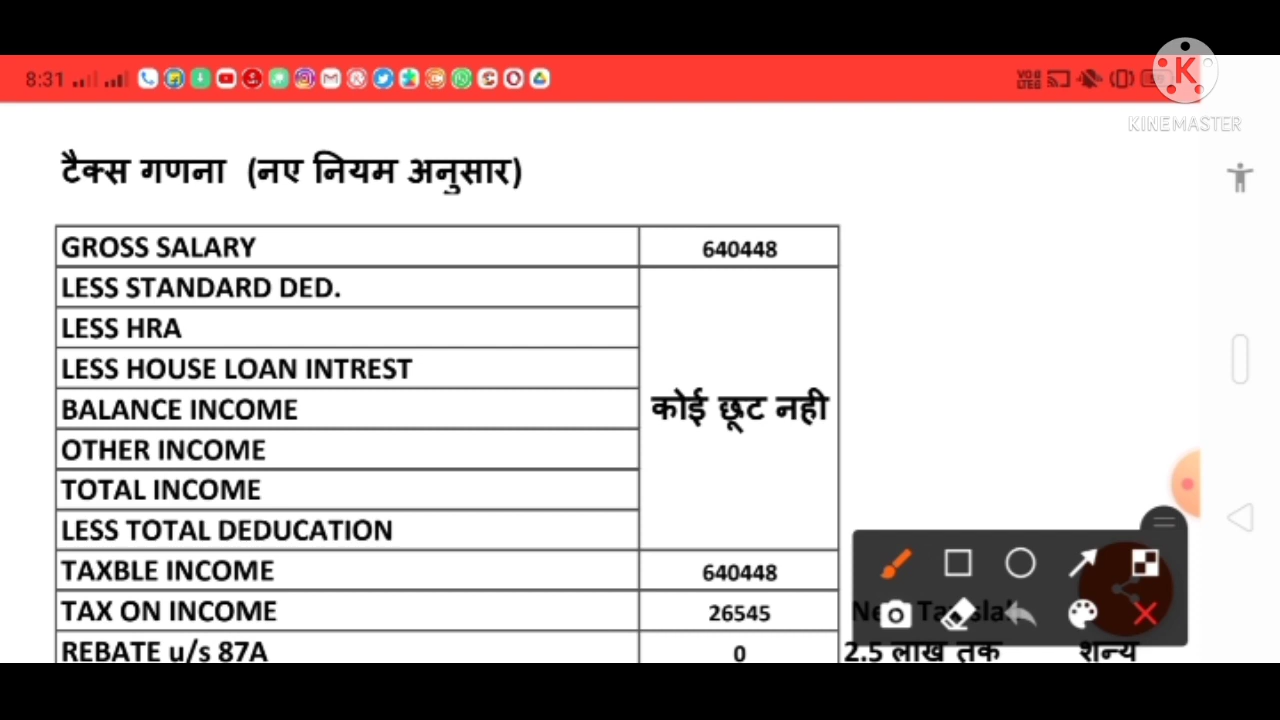 8:31
KINEMASTER
टैक्स गणना (नए नियम अनुसार)
GROSS SALARY 640448
LESS STANDARD DED.
LESS HRA
LESS HOUSE LOAN INTREST
BALANCE INCOME
कोई छूट नही
OTHER INCOME
TOTAL INCOME
LESS TOTAL DEDUCATION
TAXBLE INCOME 640448
TAX ON INCOME 26545
REBATE u/s 87A 0 2.5 लाख तक शून्य